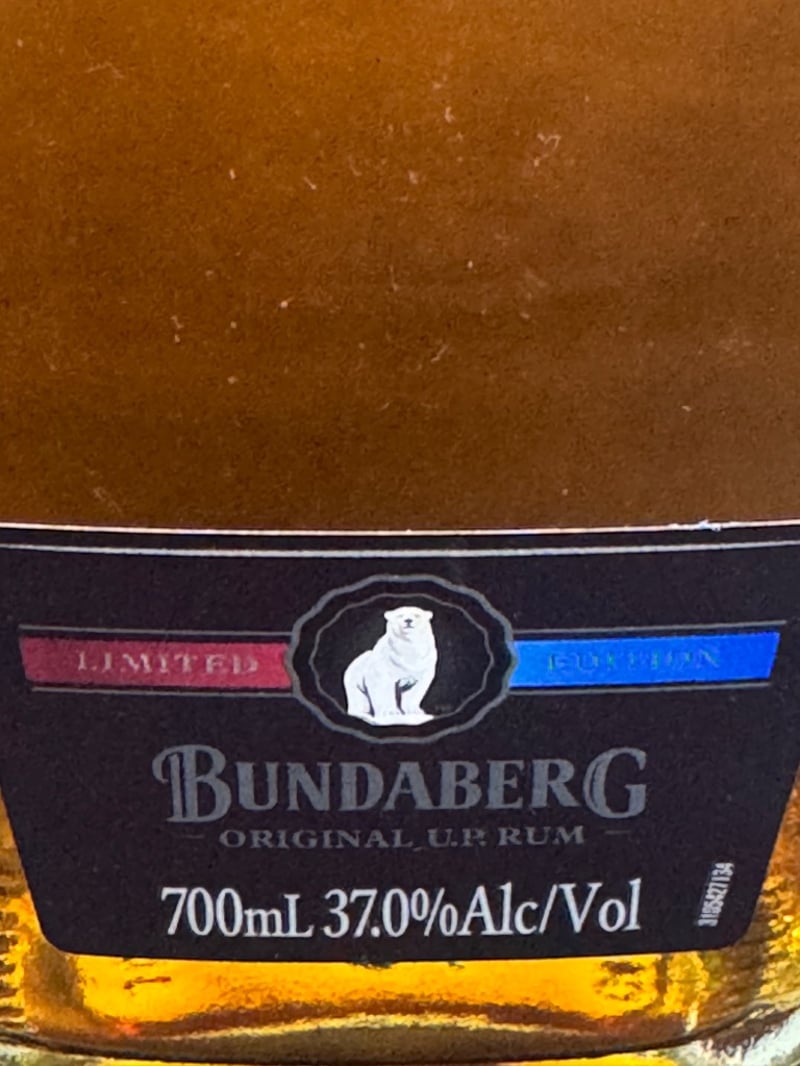 LIMITED EDITION
BUNDABERG
ORIGINAL U.P. RUM
700mL 37.0%Alc/Vol